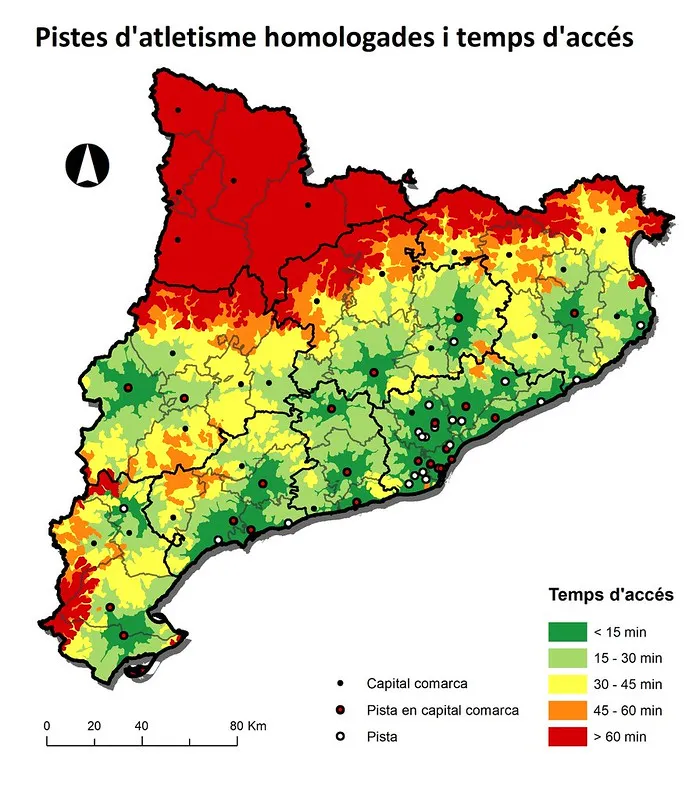 Pistes d'atletisme homologades i temps d'accés
Temps d'accés
< 15 min
15 - 30 min
30 - 45 min
45 - 60 min
> 60 min
Capital comarca
Pista en capital comarca
Pista
0 20 40 80 Km